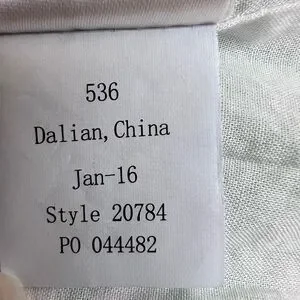 536
Dalian, China
Jan-16
Style 20784
PO 044482